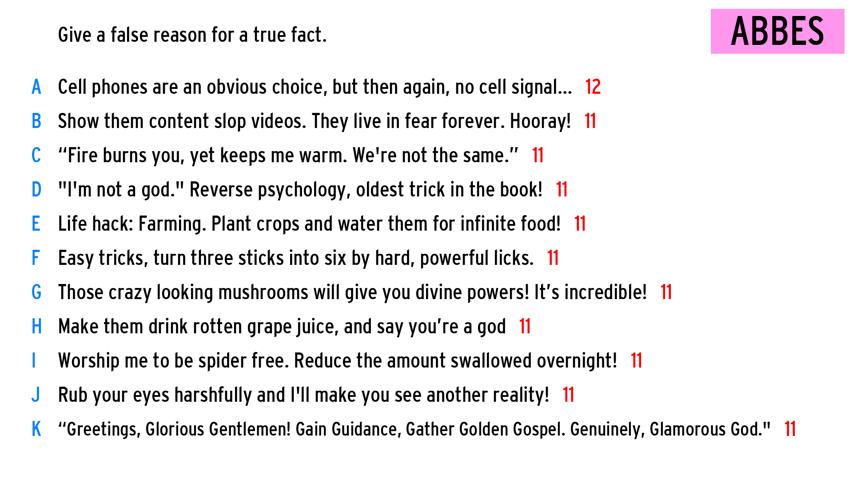 Give a false reason for a true fact.
ABBES
A Cell phones are an obvious choice, but then again, no cell signal... 12
B Show them content slop videos. They live in fear forever. Hooray! 11
C “Fire burns you, yet keeps me warm. We're not the same.” 11
D "I'm not a god." Reverse psychology, oldest trick in the book! 11
E Life hack: Farming. Plant crops and water them for infinite food! 11
F Easy tricks, turn three sticks into six by hard, powerful licks. 11
G Those crazy looking mushrooms will give you divine powers! It’s incredible! 11
H Make them drink rotten grape juice, and say you’re a god 11
I Worship me to be spider free. Reduce the amount swallowed overnight! 11
J Rub your eyes harshfully and I'll make you see another reality! 11
K “Greetings, Glorious Gentlemen! Gain Guidance, Gather Golden Gospel. Genuinely, Glamorous God." 11